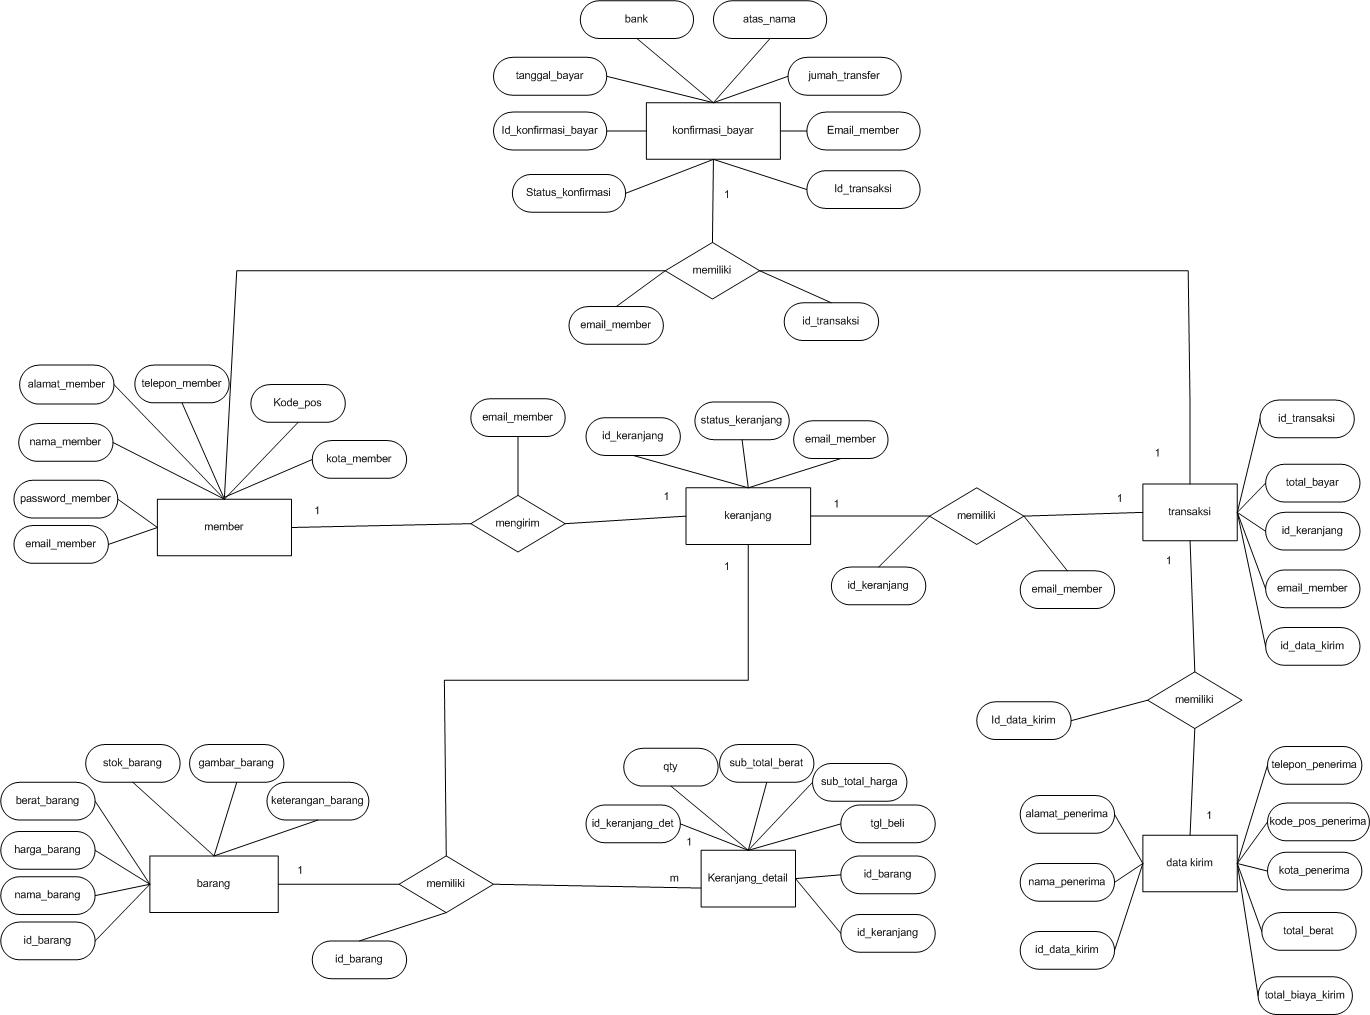 bank
atas_nama
tanggal_bayar
jumah_transfer
Id_konfirmasi_bayar
konfirmasi_bayar
Email_member
Status_konfirmasi
Id_transaksi
1
memiliki
email_member
id_transaksi
alamat_member
telepon_member
Kode_pos
nama_member
kota_member
password_member
email_member
member
1
email_member
mengirim
1
id_keranjang
status_keranjang
email_member
keranjang
1
1
memiliki
id_keranjang
email_member
1
1
transaksi
1
id_transaksi
total_bayar
id_keranjang
email_member
id_data_kirim
memiliki
Id_data_kirim
1
stok_barang
gambar_barang
berat_barang
keterangan_barang
harga_barang
nama_barang
id_barang
barang
1
memiliki
id_barang
m
1
qty
sub_total_berat
sub_total_harga
id_keranjang_det
tgl_beli
Keranjang_detail
id_barang
id_keranjang
alamat_penerima
nama_penerima
id_data_kirim
data kirim
telepon_penerima
kode_pos_penerima
kota_penerima
total_berat
total_biaya_kirim